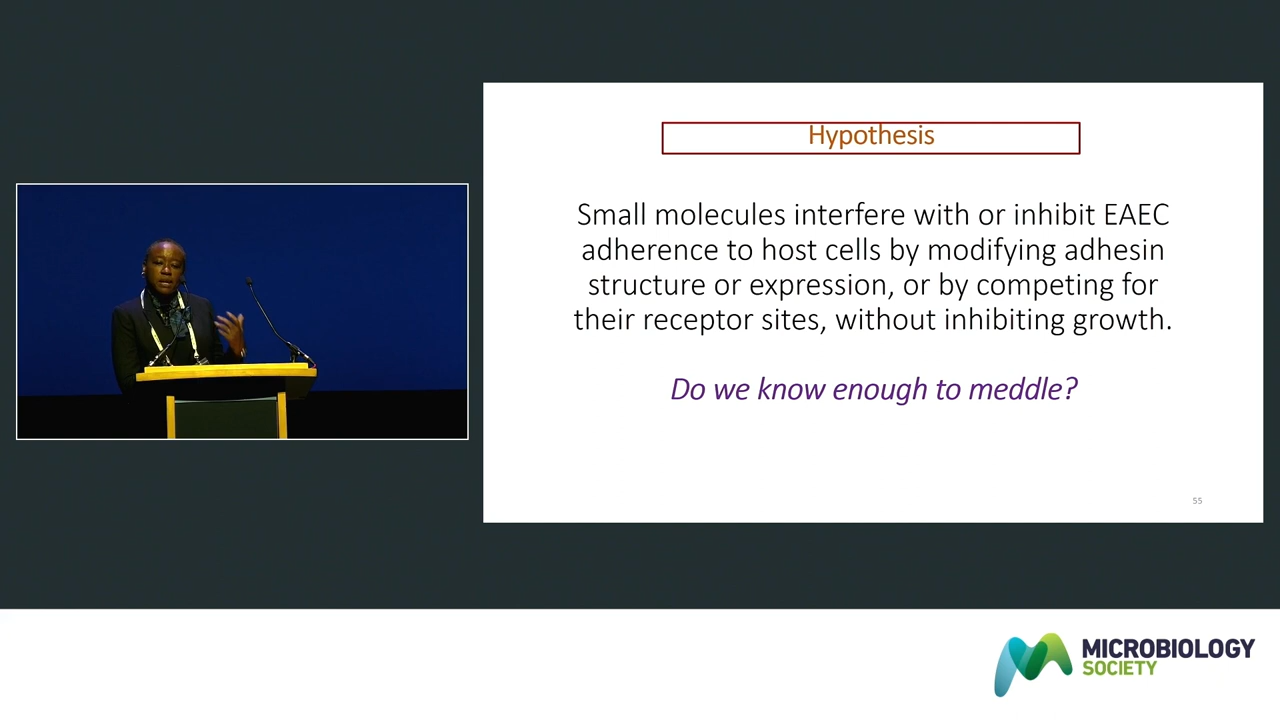 Hypothesis
Small molecules interfere with or inhibit EAEC
adherence to host cells by modifying adhesin
structure or expression, or by competing for
their receptor sites, without inhibiting growth.
Do we know enough to meddle?
55
MICROBIOLOGY
SOCIETY